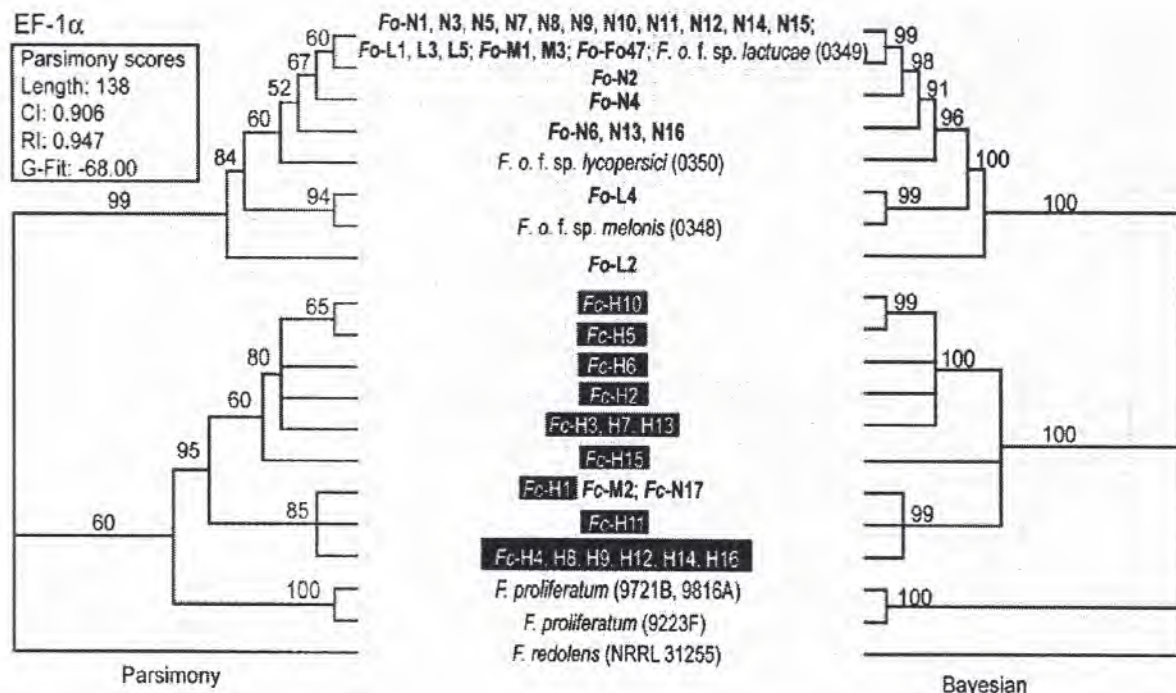 EF-1α
Parsimony scores
Length: 138
CI: 0.906
RI: 0.947
G-Fit: -68.00
Fo-N1, N3, N5, N7, N8, N9, N10, N11, N12, N14, N15;
Fo-L1, L3, L5; Fo-M1, M3; Fo-Fo47; F. o. f. sp. lactucae (0349)
Fo-N2
Fo-N4
Fo-N6, N13, N16
F. o. f. sp. lycopersici (0350)
Fo-L4
F. o. f. sp. melonis (0348)
Fo-L2
Fc-H10
Fc-H5
Fc-H6
Fc-H2
Fc-H3, H7, H13
Fc-H15
Fc-H1 Fc-M2; Fc-N17
Fc-H11
Fc-H4, H8, H9, H12, H14, H16
F. proliferatum (9721B, 9816A)
F. proliferatum (9223F)
F. redolens (NRRL 31255)
60
67
52
60
84
94
99
65
80
60
95
85
60
100
99
98
91
96
100
99
100
99
100
100
99
100
Parsimony
Bayesian